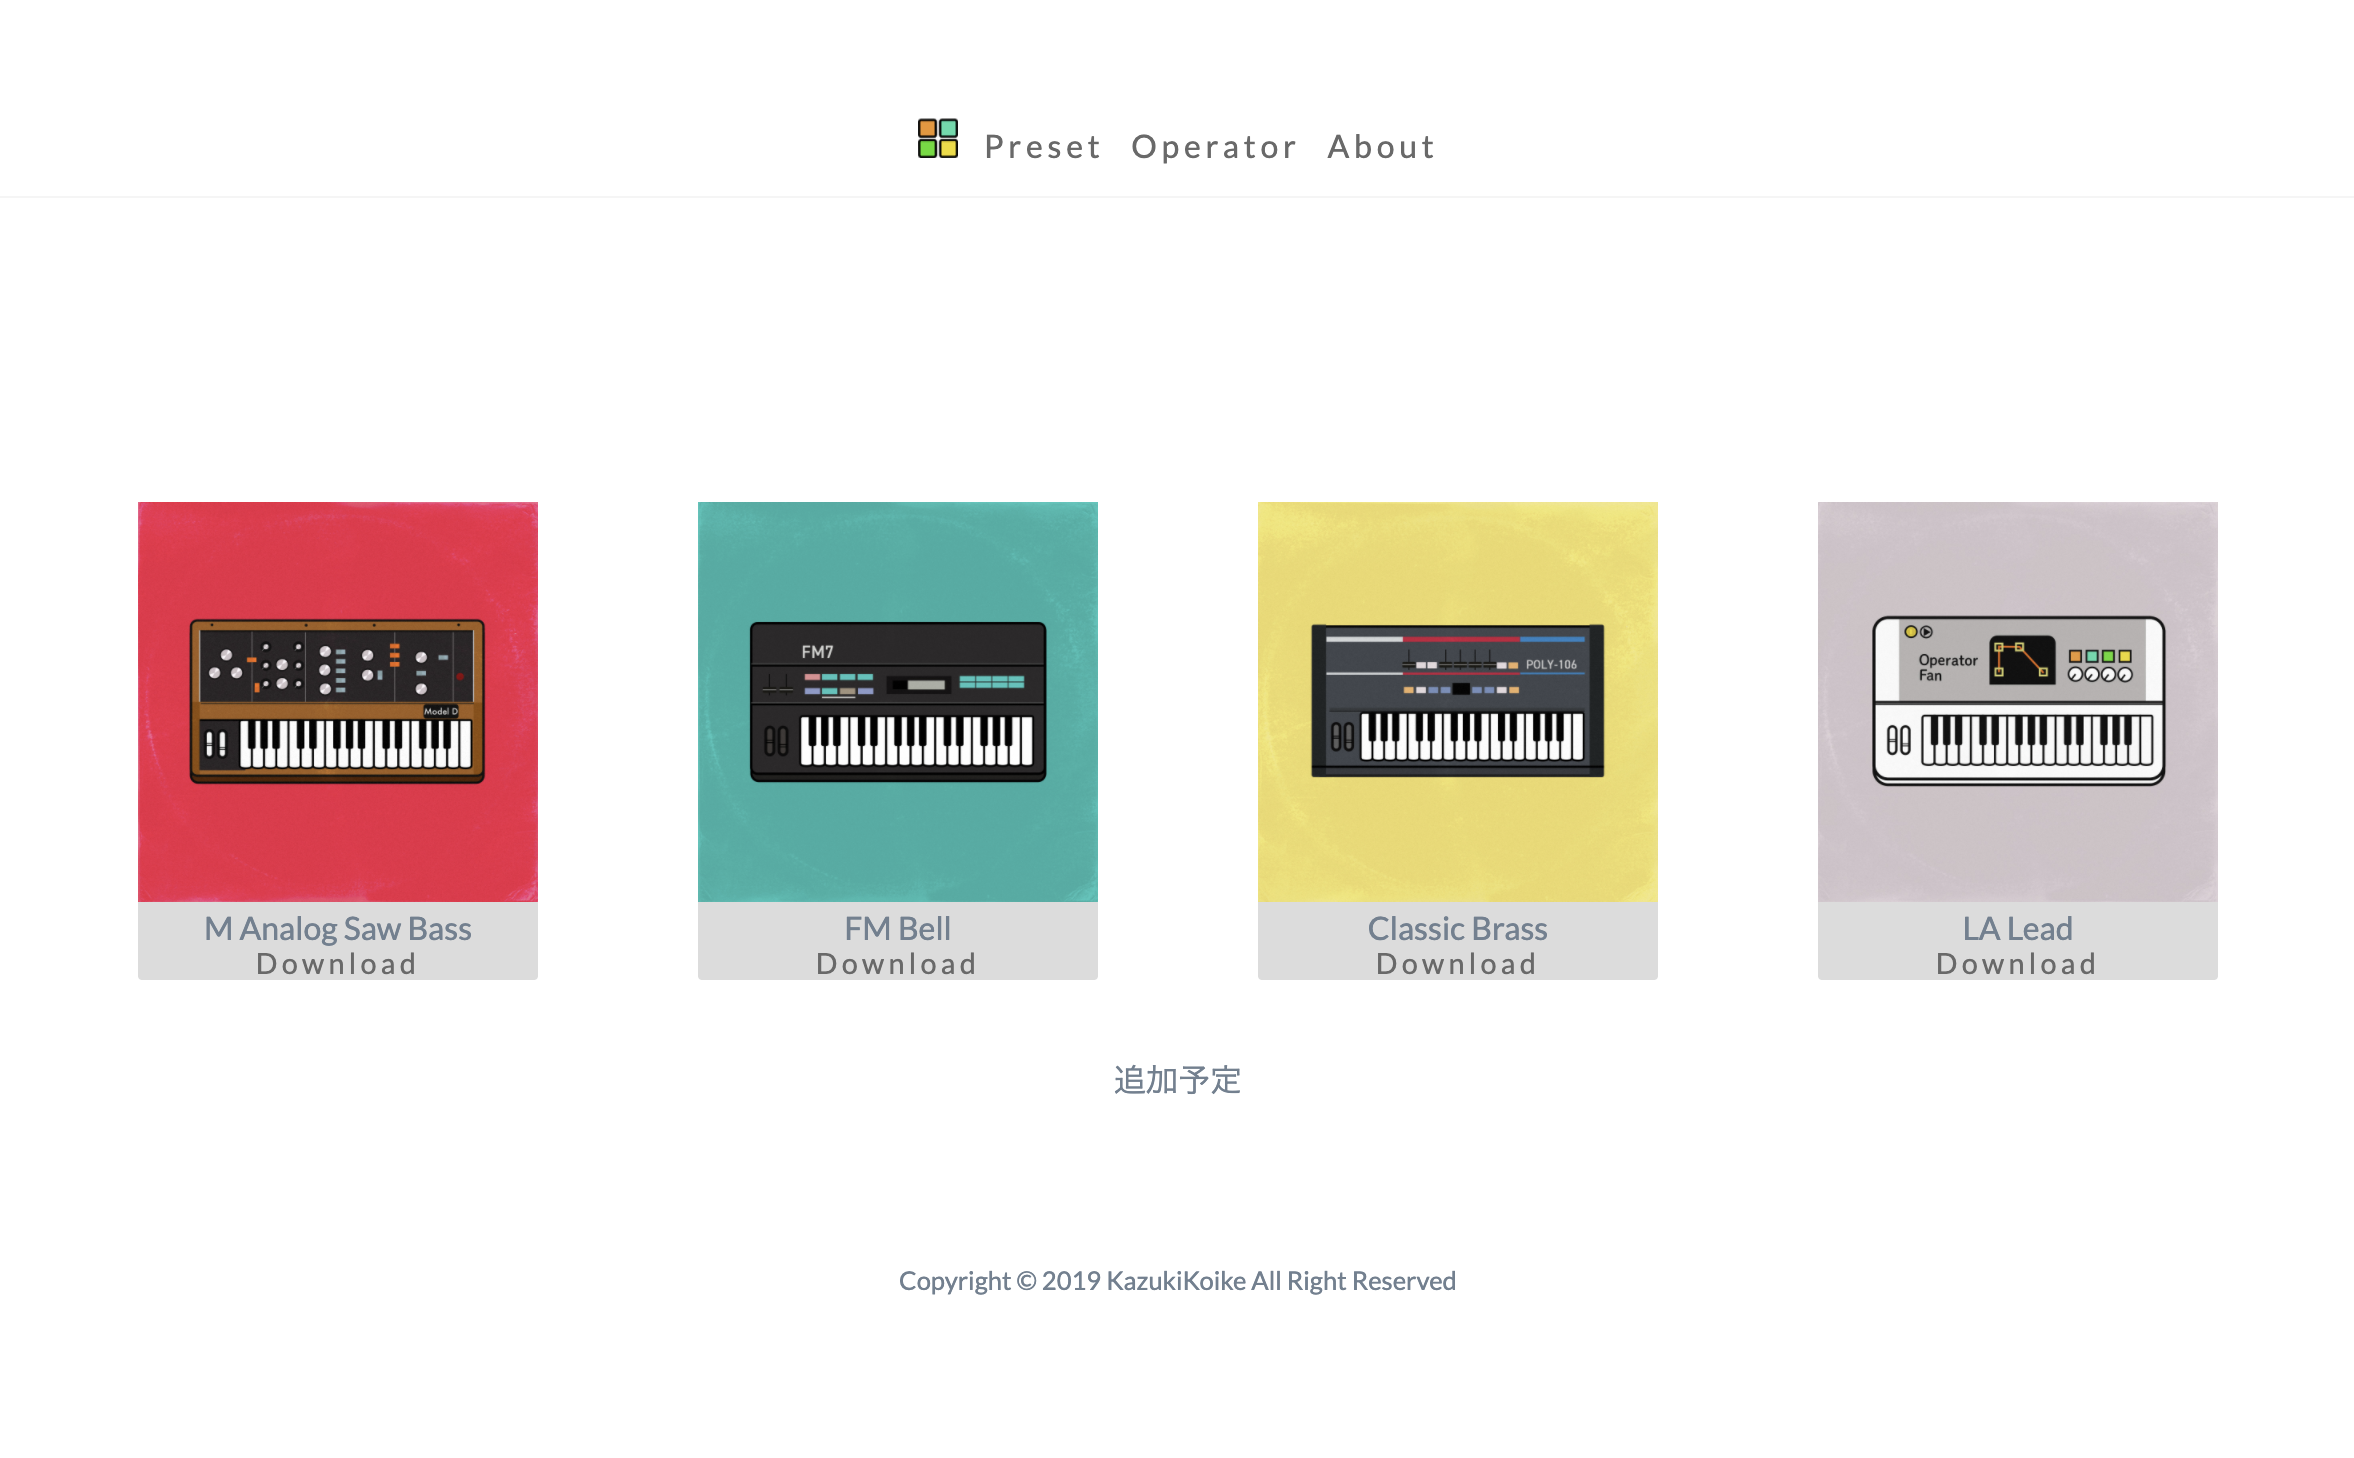 Preset Operator About
Model D
FM7
POLY-106
Operator
Fan
M Analog Saw Bass
Download
FM Bell
Download
Classic Brass
Download
LA Lead
Download
追加予定
Copyright © 2019 KazukiKoike All Right Reserved